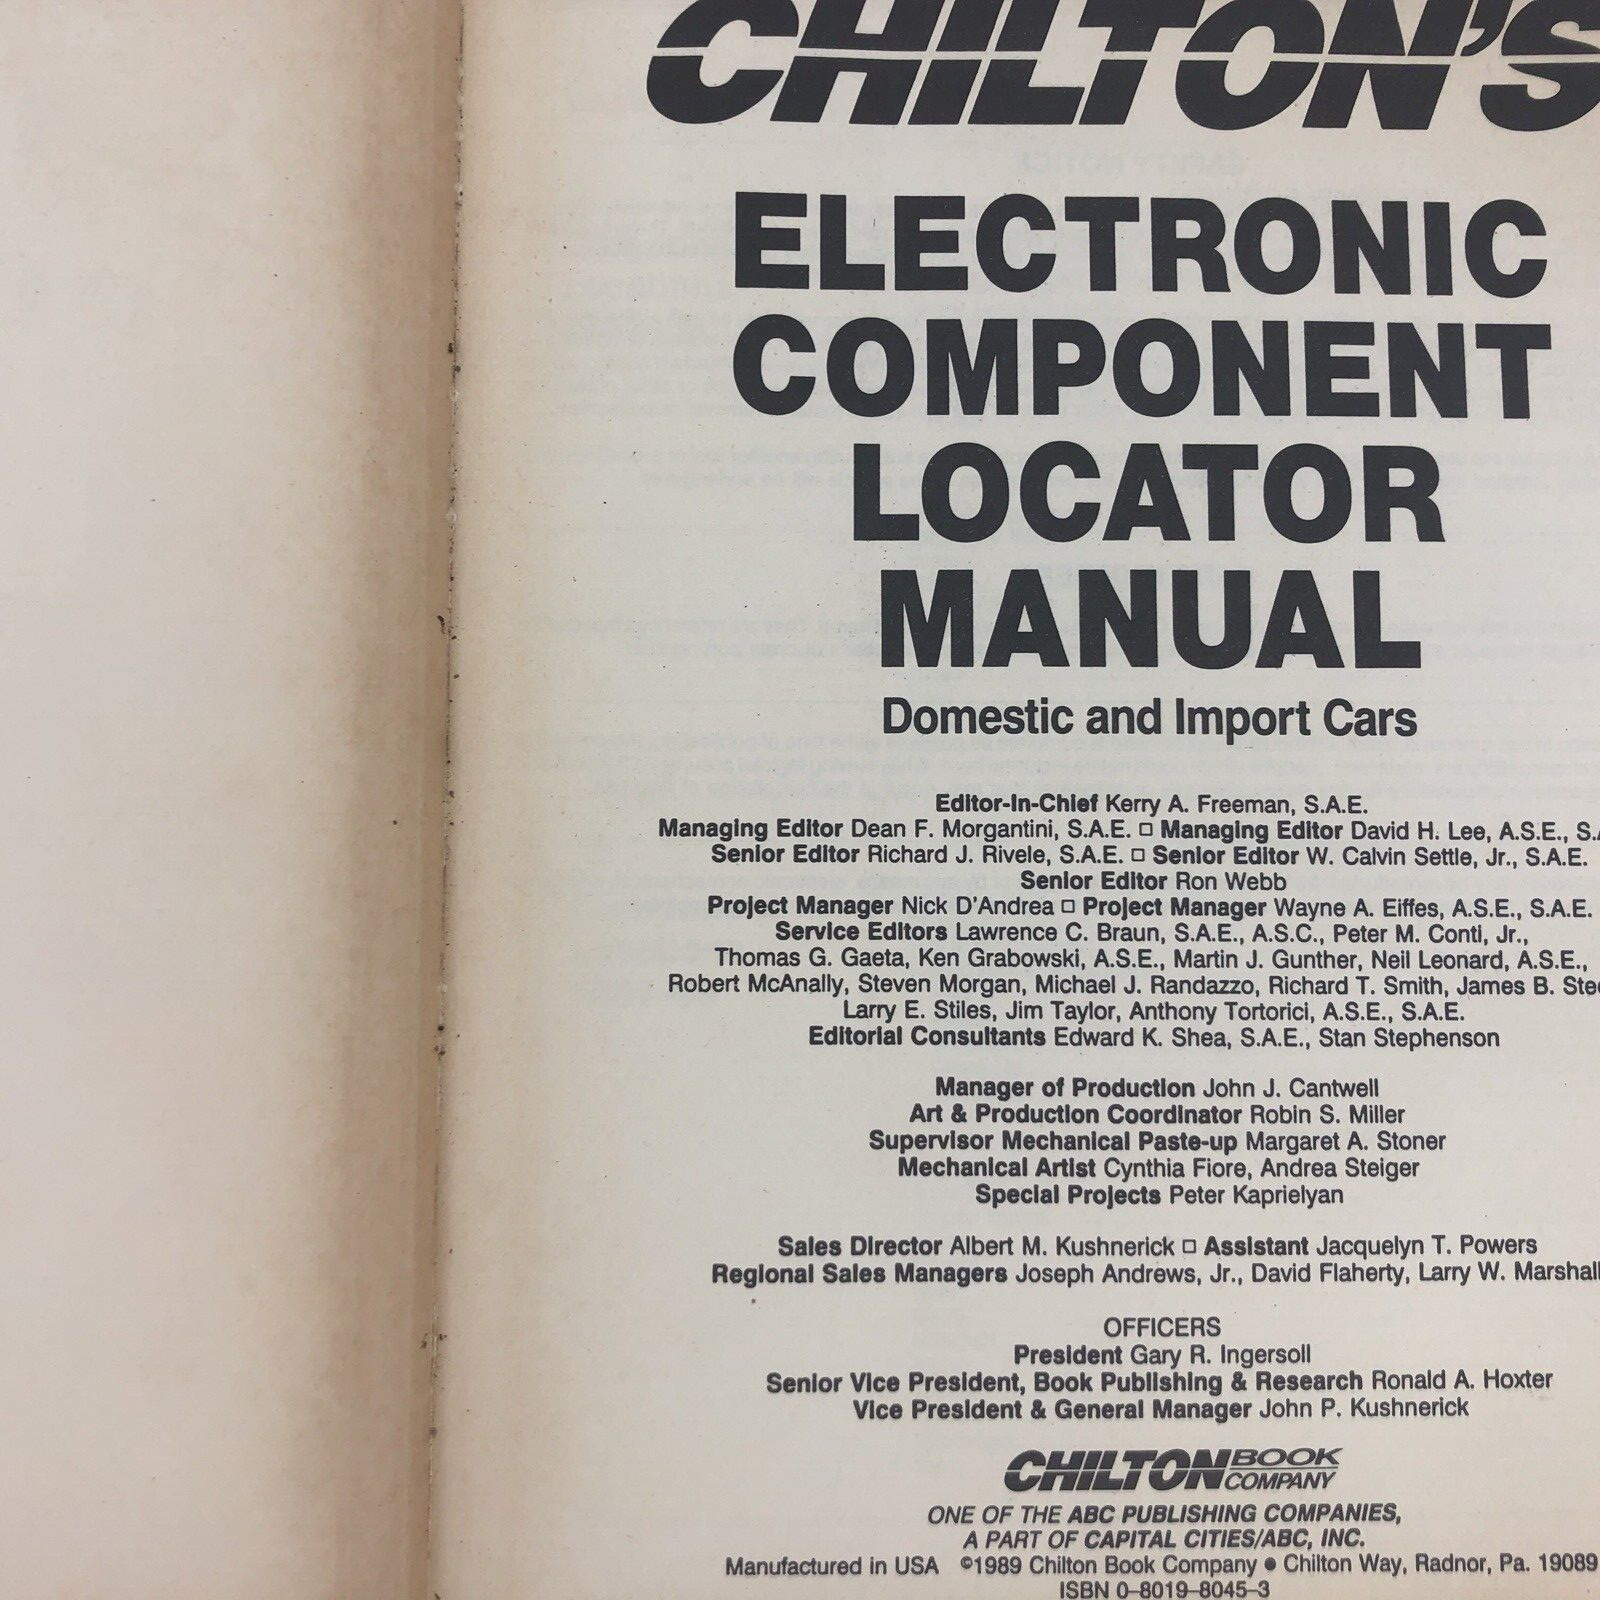 CHILTON'S
ELECTRONIC
COMPONENT
LOCATOR
MANUAL
Domestic and Import Cars
Editor-In-Chief Kerry A. Freeman, S.A.E.
Managing Editor Dean F. Morgantini, S.A.E. □ Managing Editor David H. Lee, A.S.E.,
Senior Editor Richard J. Rivele, S.A.E. □ Senior Editor W. Calvin Settle, Jr., S.A.E.
Senior Editor Ron Webb
Project Manager Nick D'Andrea □ Project Manager Wayne A. Eiffes, A.S.E., S.A.E.
Service Editors Lawrence C. Braun, S.A.E., A.S.C., Peter M. Conti, Jr.,
Thomas G. Gaeta, Ken Grabowski, A.S.E., Martin J. Gunther, Neil Leonard, A.S.E.,
Robert McAnally, Steven Morgan, Michael J. Randazzo, Richard T. Smith, James B.
Larry E. Stiles, Jim Taylor, Anthony Tortorici, A.S.E., S.A.E.
Editorial Consultants Edward K. Shea, S.A.E., Stan Stephenson
Manager of Production John J. Cantwell
Art & Production Coordinator Robin S. Miller
Supervisor Mechanical Paste-up Margaret A. Stoner
Mechanical Artist Cynthia Fiore, Andrea Steiger
Special Projects Peter Kaprielyan
Sales Director Albert M. Kushnerick □ Assistant Jacquelyn T. Powers
Regional Sales Managers Joseph Andrews, Jr., David Flaherty, Larry W. Marshall
OFFICERS
President Gary R. Ingersoll
Senior Vice President, Book Publishing & Research Ronald A. Hoxter
Vice President & General Manager John P. Kushnerick
CHILTON BOOK COMPANY
ONE OF THE ABC PUBLISHING COMPANIES,
A PART OF CAPITAL CITIES/ABC, INC.
Manufactured in USA ©1989 Chilton Book Company ● Chilton Way, Radnor, Pa. 19089
ISBN 0-8019-8045-3